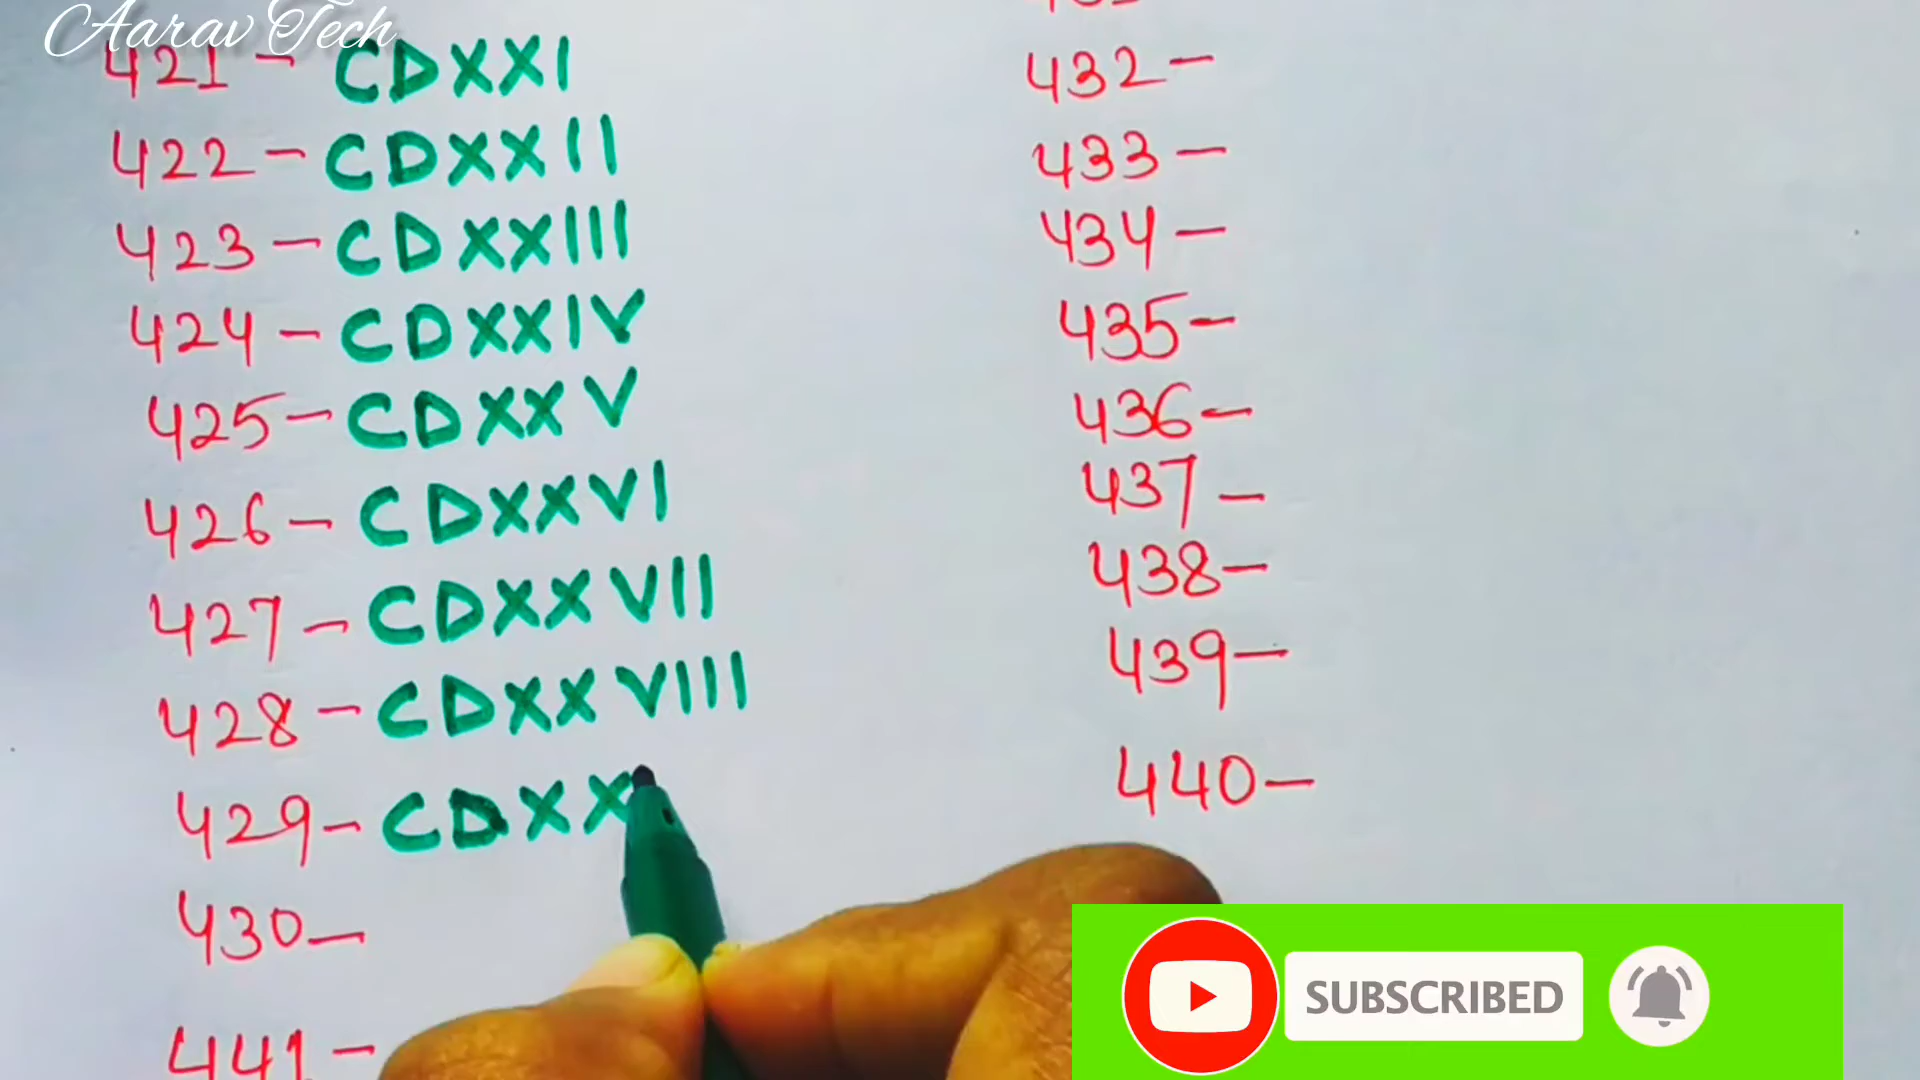 Aarav Tech
421- CDXXI
422- CDXXII
423- CDXXIII
424- CDXXIV
425- CDXXV
426- CDXXVI
427- CDXXVII
428- CDXXVIII
429- CDXX
430-
441-
432-
433-
434-
435-
436-
437-
438-
439-
440-
SUBSCRIBED